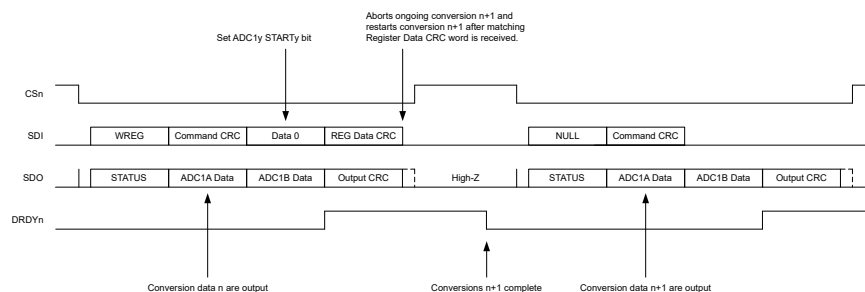 Aborts ongoing conversion n+1 and
restarts conversion n+1 after matching
Register Data CRC word is received.
Set ADC1y STARTy bit
CSn
SDI WREG Command CRC Data 0 REG Data CRC NULL Command CRC
SDO STATUS ADC1A Data ADC1B Data Output CRC High-Z STATUS ADC1A Data ADC1B Data Output CRC
DRDYn
Conversion data n are output Conversions n+1 complete Conversion data n+1 are output